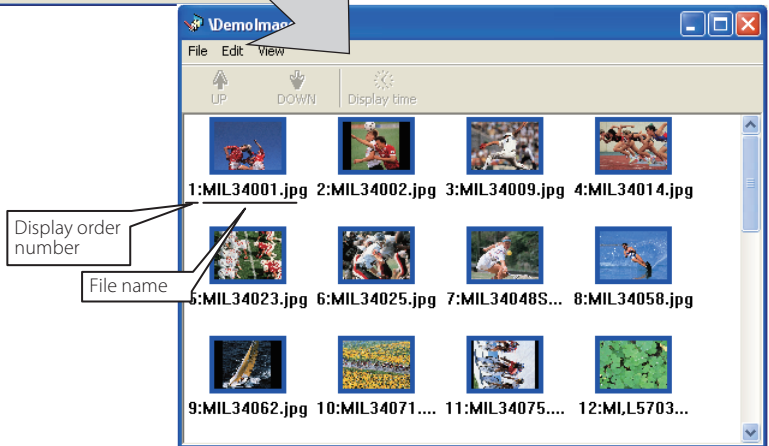 \DemoImag
File Edit View
UP DOWN Display time
1:MIL34001.jpg 2:MIL34002.jpg 3:MIL34009.jpg 4:MIL34014.jpg
Display order
number
File name
5:MIL34023.jpg 6:MIL34025.jpg 7:MIL34048S... 8:MIL34058.jpg
9:MIL34062.jpg 10:MIL34071.... 11:MIL34075.... 12:MI,L5703...